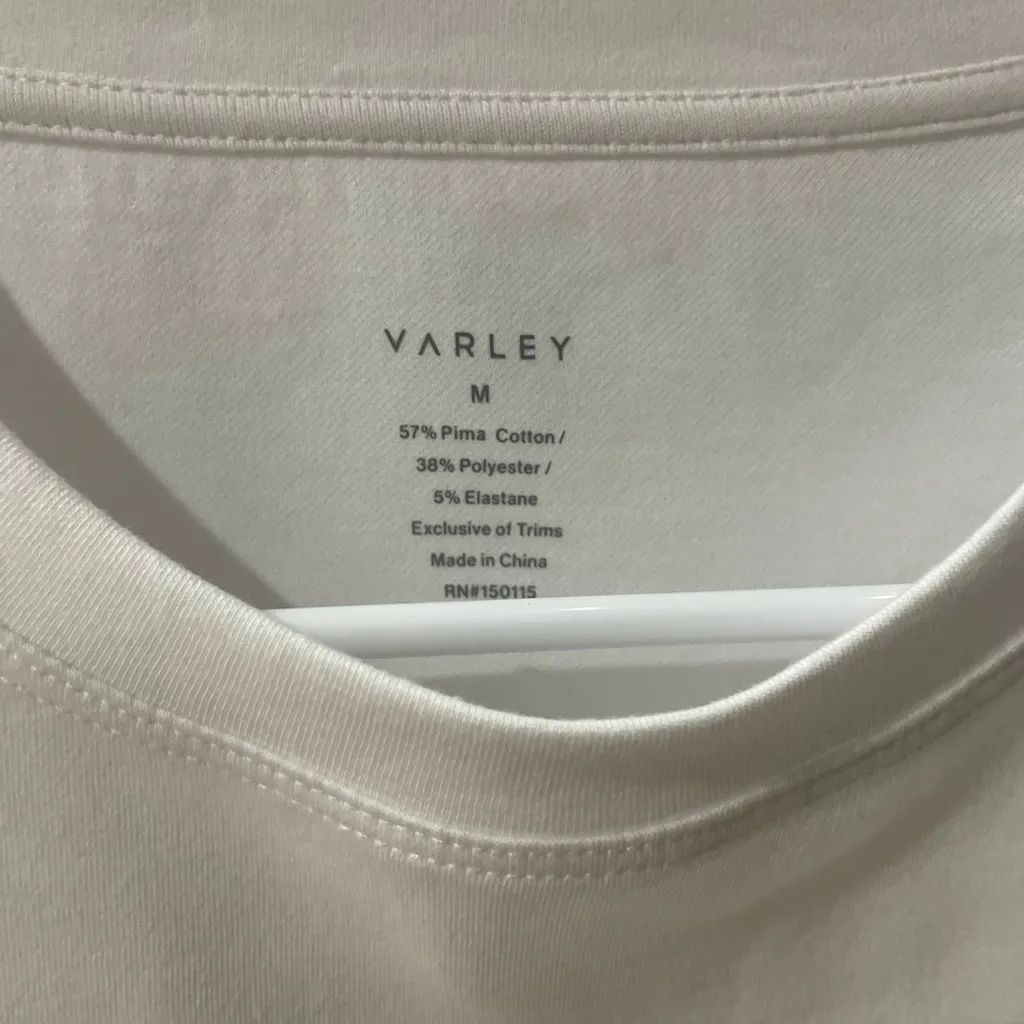 VARLEY
M
57% Pima Cotton /
38% Polyester /
5% Elastane
Exclusive of Trims
Made in China
RN#150115